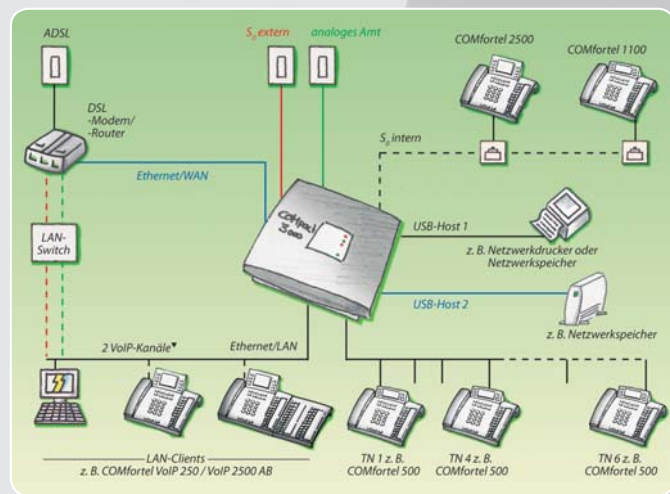 ADSL
S₀ extern
analoges Amt
COMfortel 2500
COMfortel 1100
DSL
-Modem/
-Router
S₀ intern
Ethernet/WAN
LAN-
Switch
COMpact
3000
USB-Host 1
z. B. Netzwerkdrucker oder
Netzwerkspeicher
USB-Host 2
z. B. Netzwerkspeicher
2 VoIP-Kanäle▼
Ethernet/LAN
LAN-Clients
z. B. COMfortel VoIP 250 / VoIP 2500 AB
TN 1 z. B.
COMfortel 500
TN 4 z. B.
COMfortel 500
TN 6 z. B.
COMfortel 500